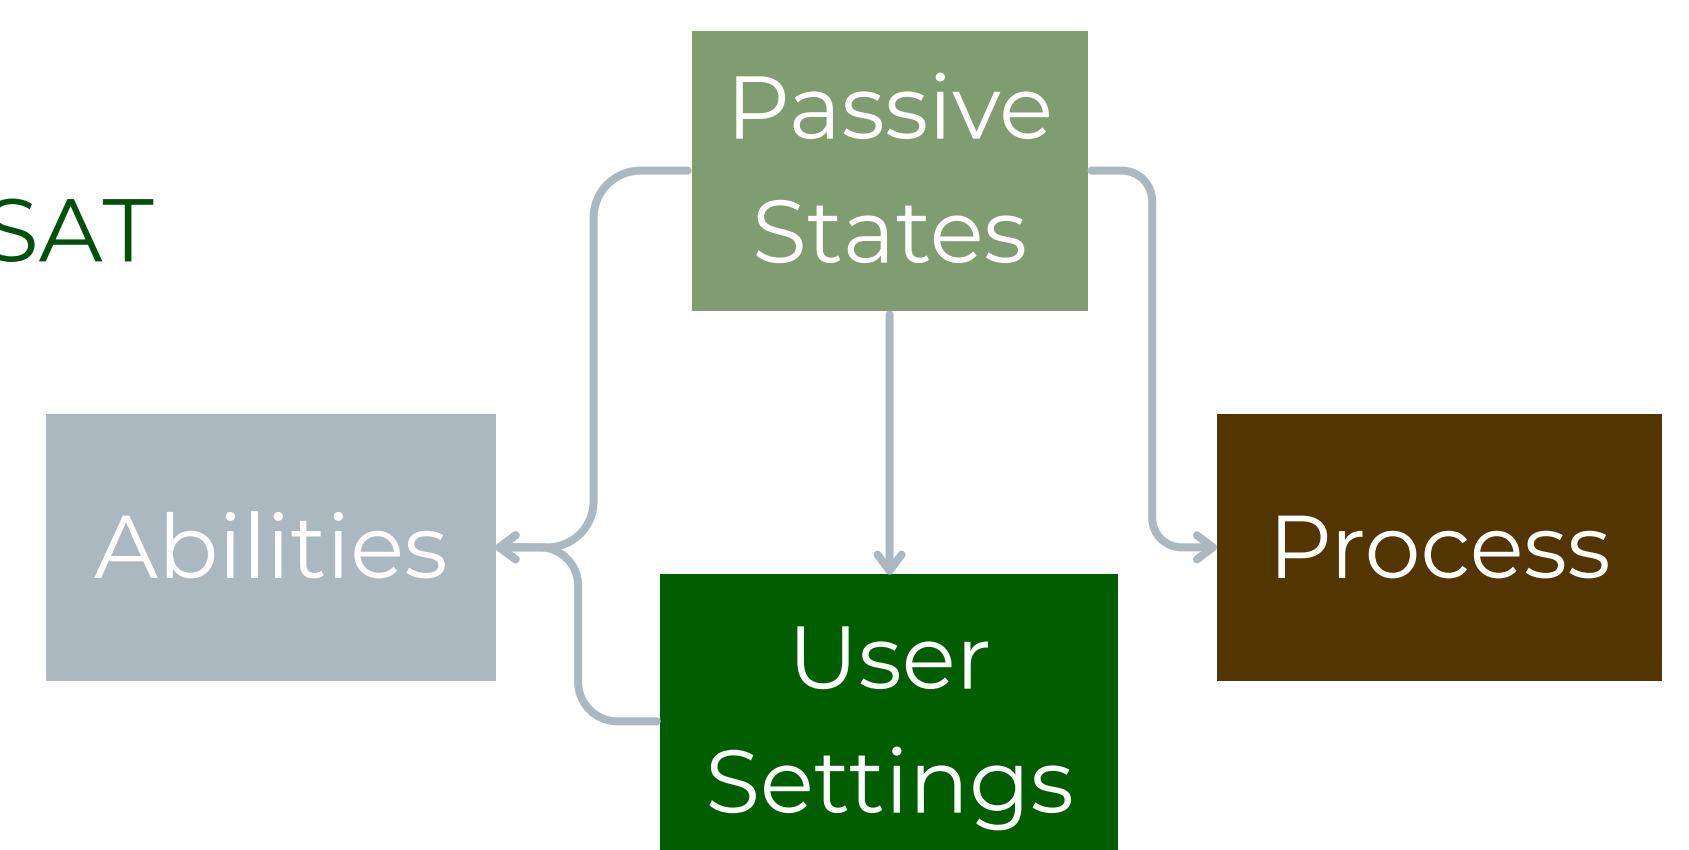 Passive
States
SAT
Abilities
Process
User
Settings